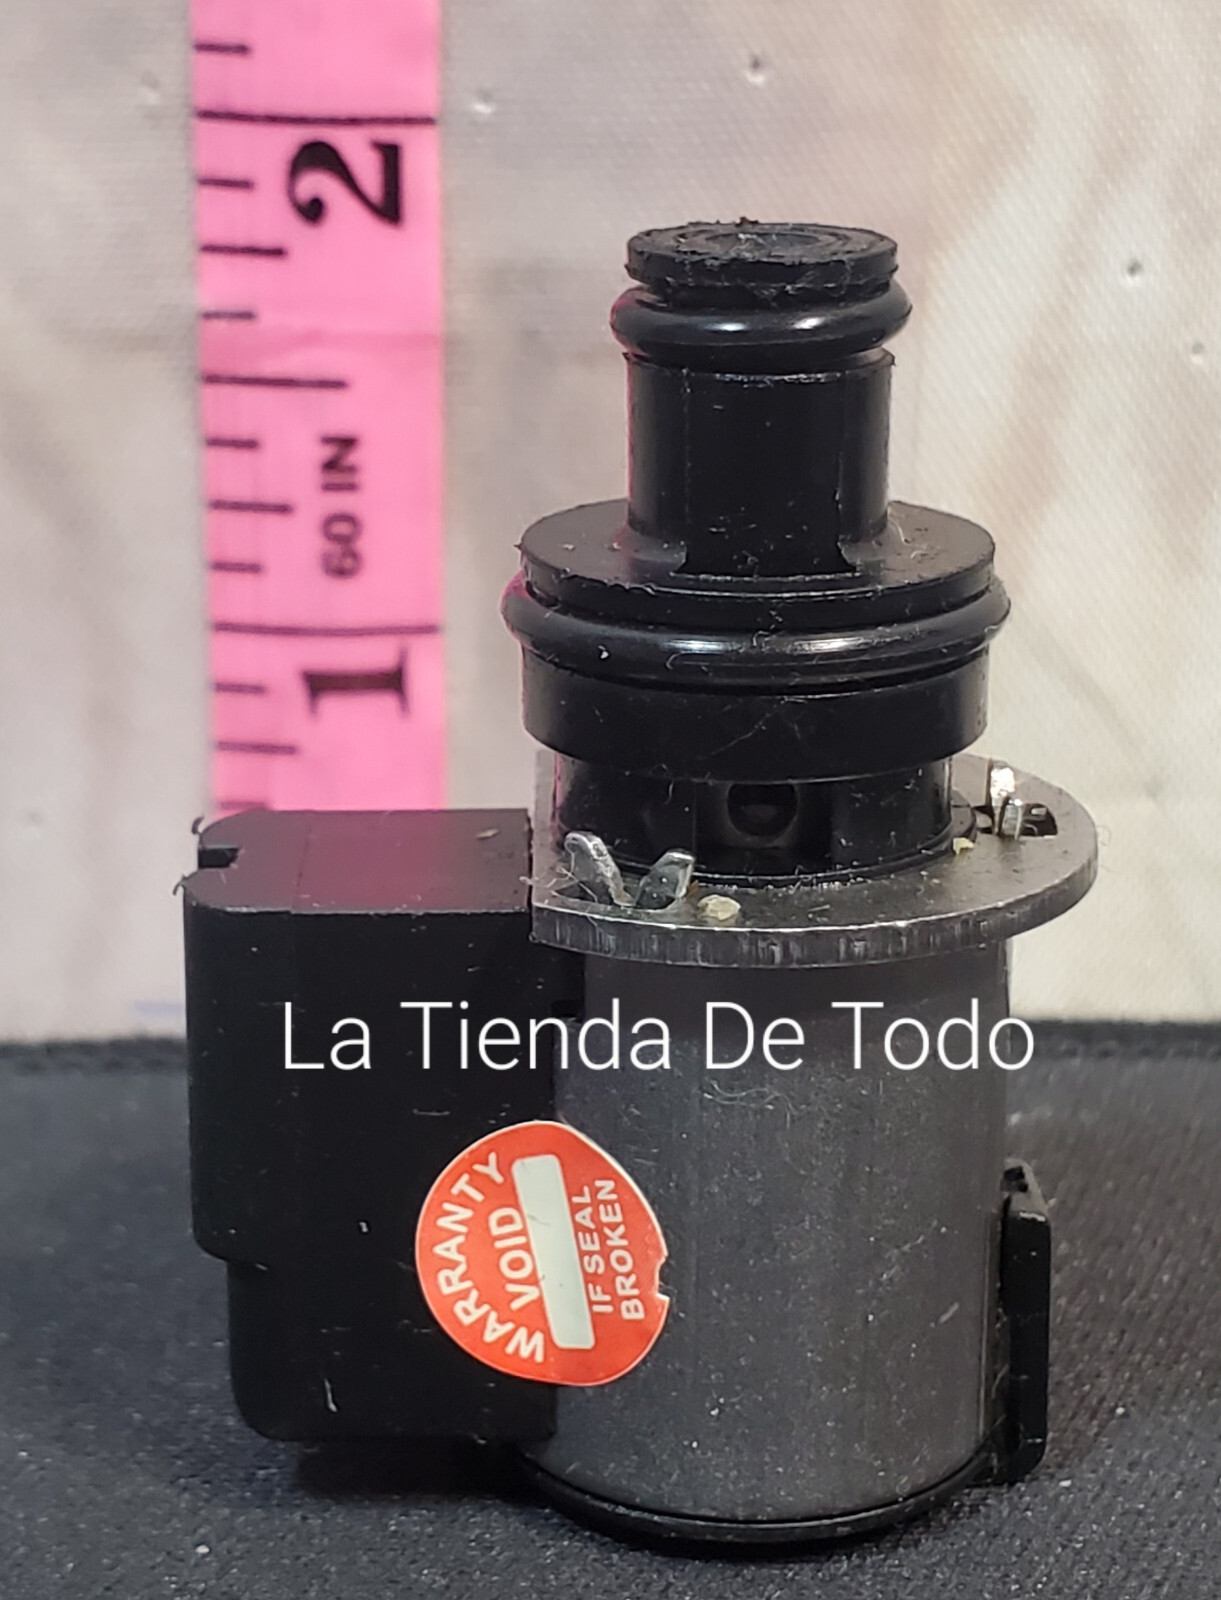 2
60 IN
1
La Tienda De Todo
WARRANTY
VOID
IF SEAL
BROKEN